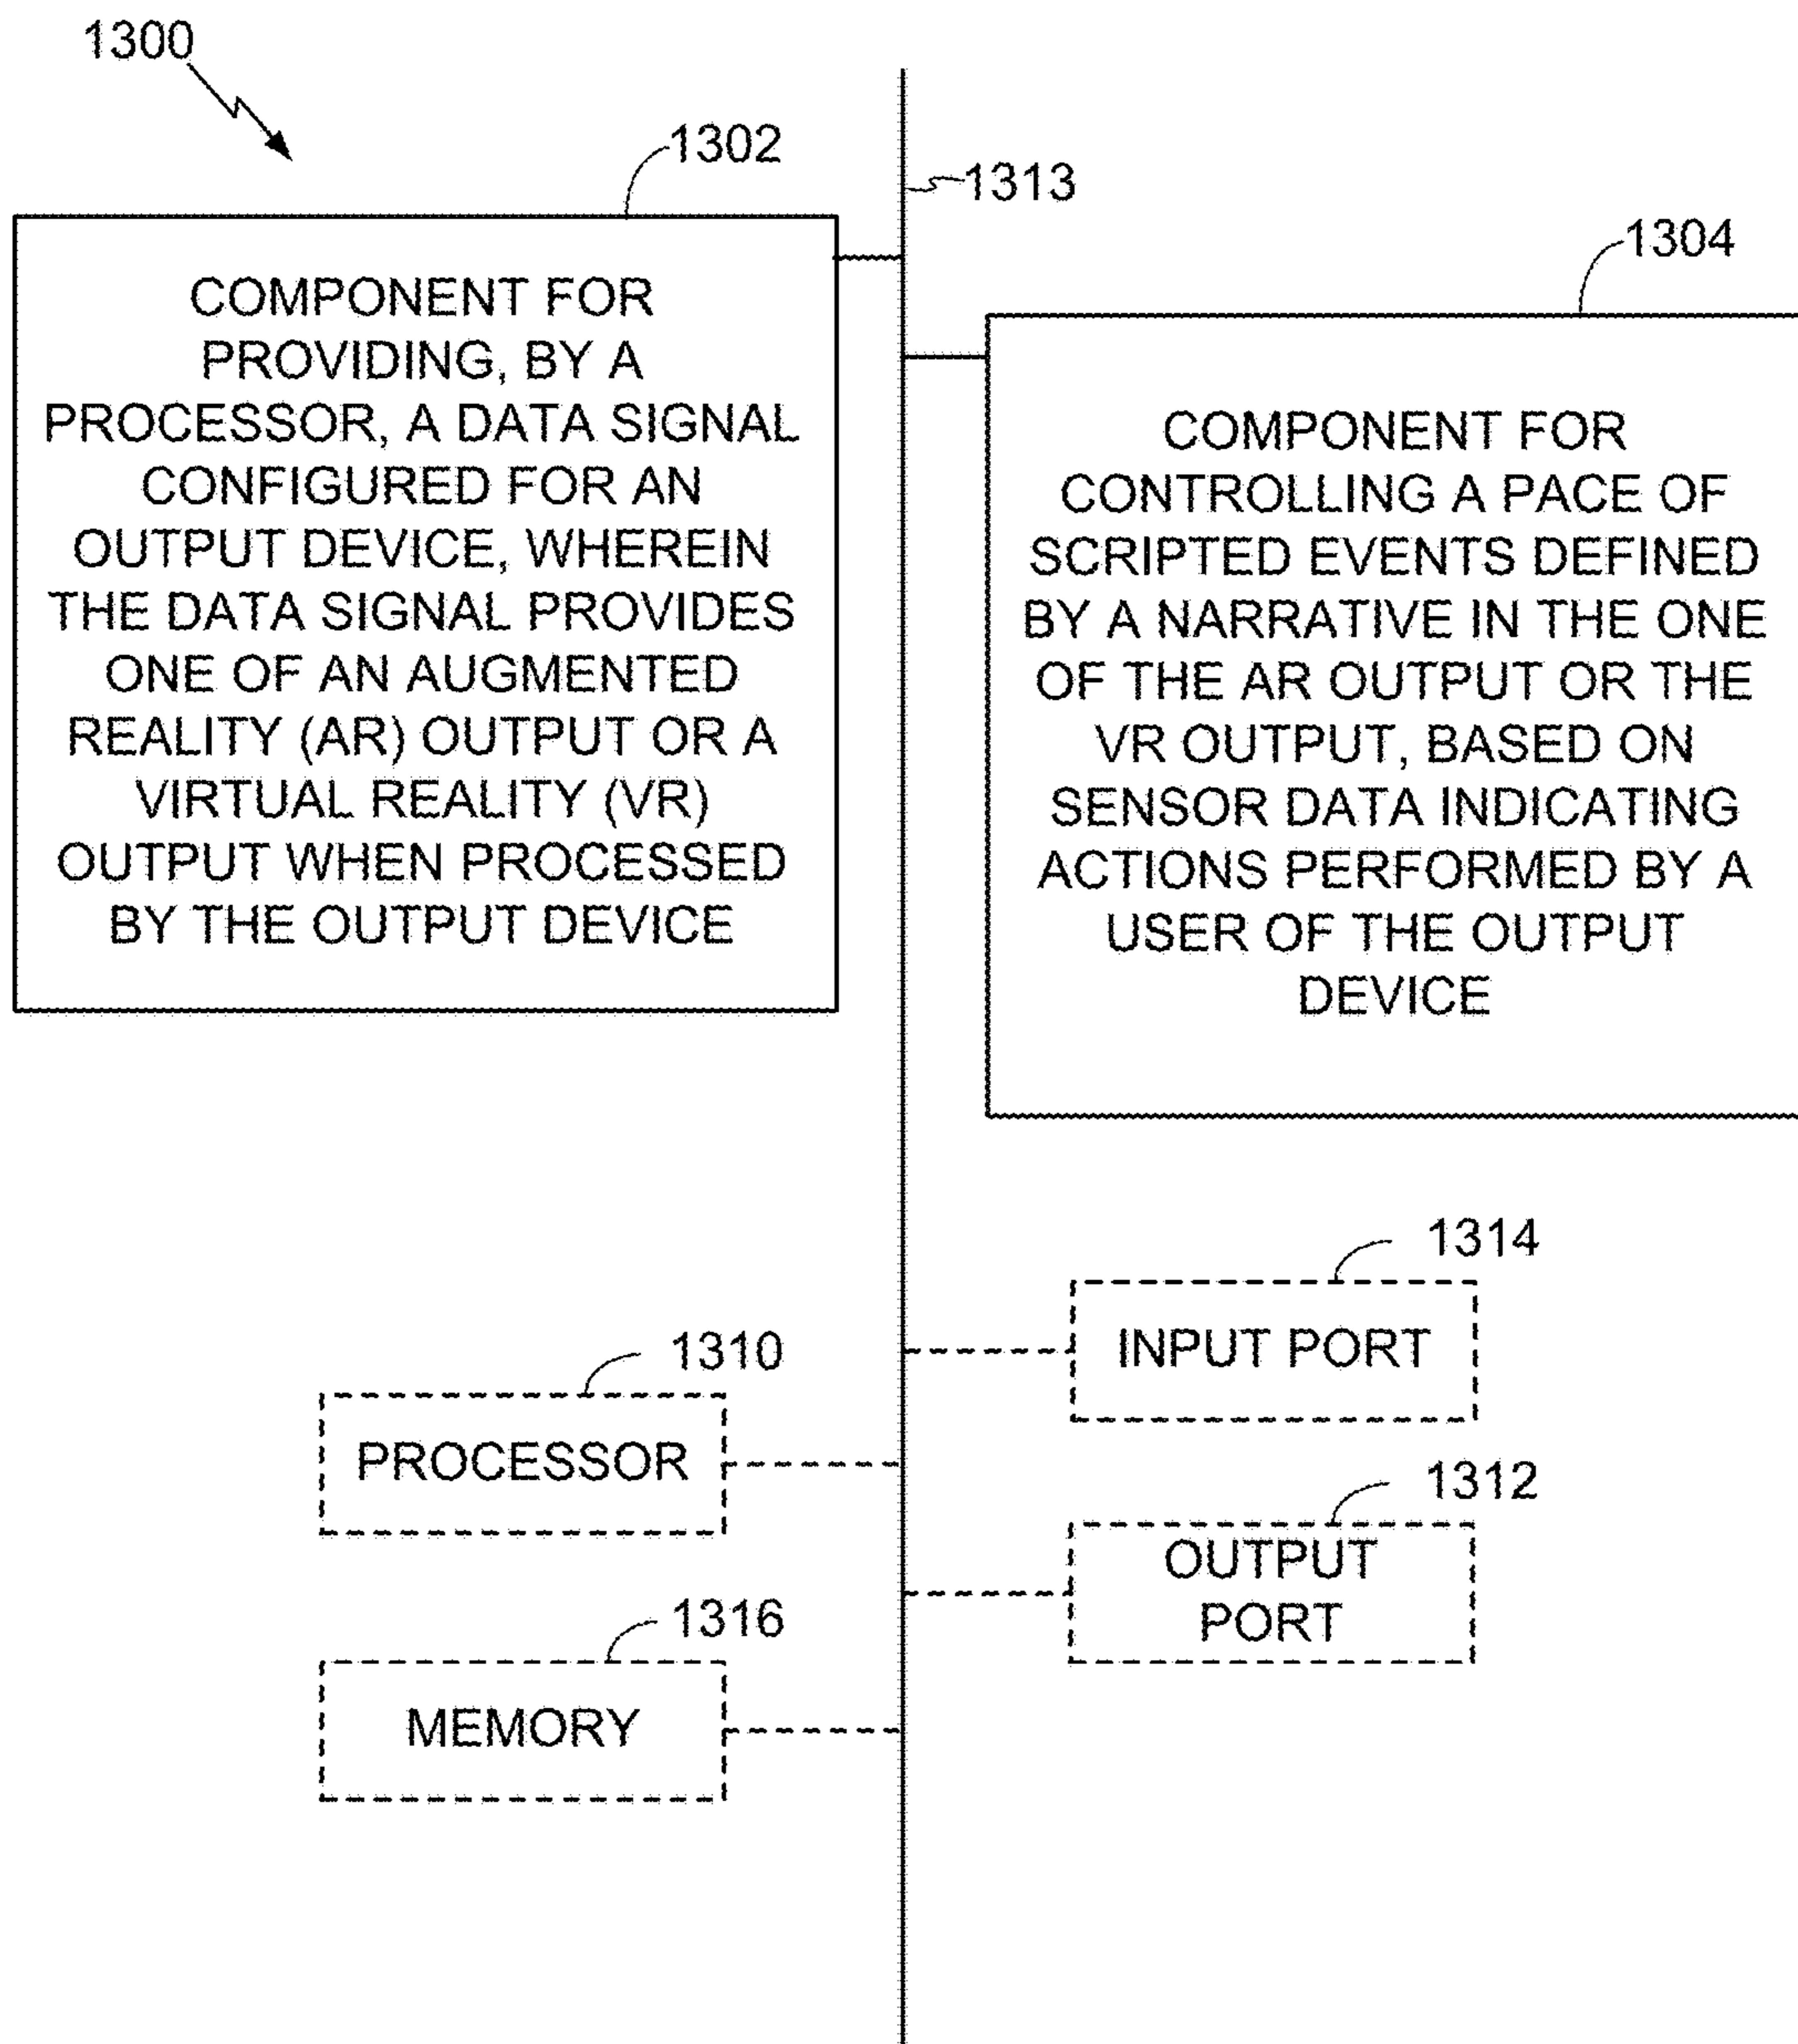 1300
1302
1313
1304
COMPONENT FOR
PROVIDING, BY A
PROCESSOR, A DATA SIGNAL
CONFIGURED FOR AN
OUTPUT DEVICE, WHEREIN
THE DATA SIGNAL PROVIDES
ONE OF AN AUGMENTED
REALITY (AR) OUTPUT OR A
VIRTUAL REALITY (VR)
OUTPUT WHEN PROCESSED
BY THE OUTPUT DEVICE
COMPONENT FOR
CONTROLLING A PACE OF
SCRIPTED EVENTS DEFINED
BY A NARRATIVE IN THE ONE
OF THE AR OUTPUT OR THE
VR OUTPUT, BASED ON
SENSOR DATA INDICATING
ACTIONS PERFORMED BY A
USER OF THE OUTPUT
DEVICE
1314
INPUT PORT
1310
PROCESSOR
1312
OUTPUT
PORT
1316
MEMORY